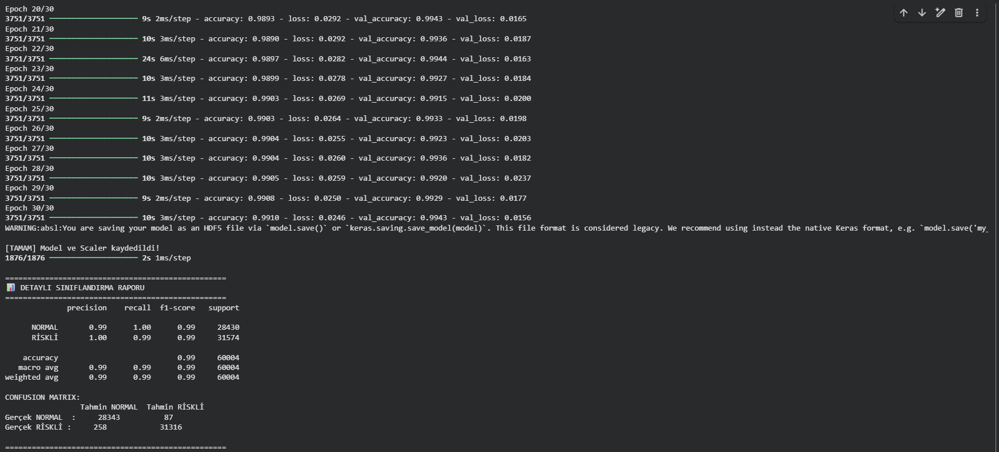 Epoch 20/30
3751/3751 ━━━━━━━━━━━━━━━━━━━━ 9s 2ms/step - accuracy: 0.9893 - loss: 0.0292 - val_accuracy: 0.9943 - val_loss: 0.0165
Epoch 21/30
3751/3751 ━━━━━━━━━━━━━━━━━━━━ 10s 3ms/step - accuracy: 0.9890 - loss: 0.0292 - val_accuracy: 0.9936 - val_loss: 0.0187
Epoch 22/30
3751/3751 ━━━━━━━━━━━━━━━━━━━━ 24s 6ms/step - accuracy: 0.9897 - loss: 0.0282 - val_accuracy: 0.9944 - val_loss: 0.0163
Epoch 23/30
3751/3751 ━━━━━━━━━━━━━━━━━━━━ 10s 3ms/step - accuracy: 0.9899 - loss: 0.0278 - val_accuracy: 0.9927 - val_loss: 0.0184
Epoch 24/30
3751/3751 ━━━━━━━━━━━━━━━━━━━━ 11s 3ms/step - accuracy: 0.9903 - loss: 0.0269 - val_accuracy: 0.9915 - val_loss: 0.0200
Epoch 25/30
3751/3751 ━━━━━━━━━━━━━━━━━━━━ 9s 2ms/step - accuracy: 0.9903 - loss: 0.0264 - val_accuracy: 0.9933 - val_loss: 0.0198
Epoch 26/30
3751/3751 ━━━━━━━━━━━━━━━━━━━━ 10s 3ms/step - accuracy: 0.9904 - loss: 0.0255 - val_accuracy: 0.9923 - val_loss: 0.0203
Epoch 27/30
3751/3751 ━━━━━━━━━━━━━━━━━━━━ 10s 3ms/step - accuracy: 0.9904 - loss: 0.0260 - val_accuracy: 0.9936 - val_loss: 0.0182
Epoch 28/30
3751/3751 ━━━━━━━━━━━━━━━━━━━━ 10s 3ms/step - accuracy: 0.9905 - loss: 0.0259 - val_accuracy: 0.9920 - val_loss: 0.0237
Epoch 29/30
3751/3751 ━━━━━━━━━━━━━━━━━━━━ 9s 2ms/step - accuracy: 0.9908 - loss: 0.0250 - val_accuracy: 0.9929 - val_loss: 0.0177
Epoch 30/30
3751/3751 ━━━━━━━━━━━━━━━━━━━━ 10s 3ms/step - accuracy: 0.9910 - loss: 0.0246 - val_accuracy: 0.9943 - val_loss: 0.0156
WARNING:absl:You are saving your model as an HDF5 file via `model.save()` or `keras.saving.save_model(model)`. This file format is considered legacy. We recommend using instead the native Keras format, e.g. `model.save('my_
[TAMAM] Model ve Scaler kaydedildi!
1876/1876 ━━━━━━━━━━━━━━━━━━━━ 2s 1ms/step
==================================================
📊 DETAYLI SINIFLANDIRMA RAPORU
==================================================
precision recall f1-score support
NORMAL 0.99 1.00 0.99 28430
RİSKLİ 1.00 0.99 0.99 31574
accuracy 0.99 60004
macro avg 0.99 0.99 0.99 60004
weighted avg 0.99 0.99 0.99 60004
CONFUSION MATRIX:
Tahmin NORMAL Tahmin RİSKLİ
Gerçek NORMAL : 28343 87
Gerçek RİSKLİ : 258 31316
==================================================